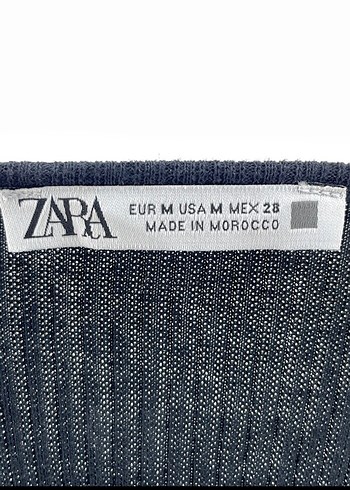 ZARA
EUR M USA M MEX 28
MADE IN MOROCCO